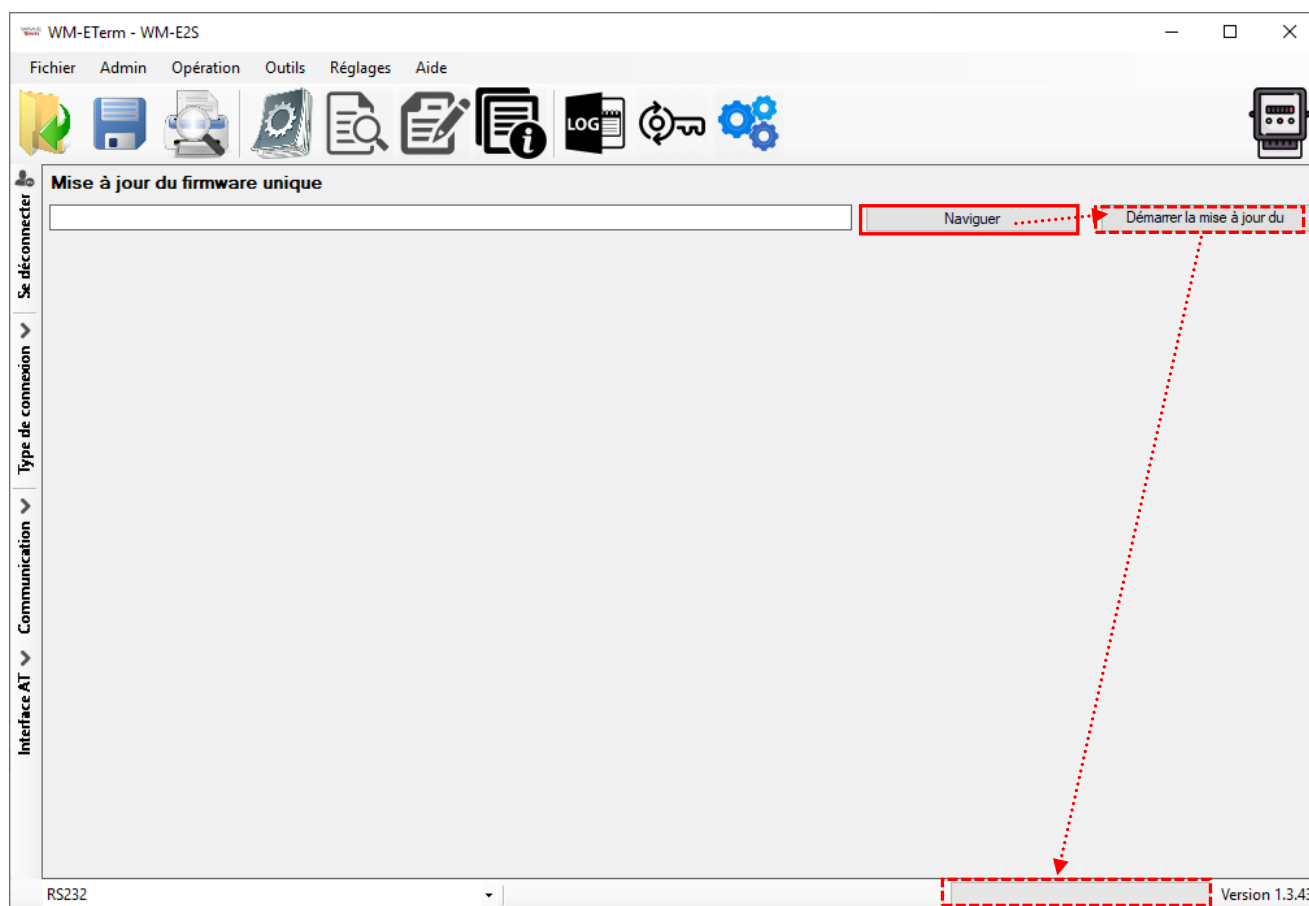 WM-ETerm - WM-E2S
Fichier Admin Opération Outils Réglages Aide
LOG
Mise à jour du firmware unique
Naviguer
Démarrer la mise à jour du
Se déconnecter
Type de connexion
Communication
Interface AT
RS232
Version 1.3.43